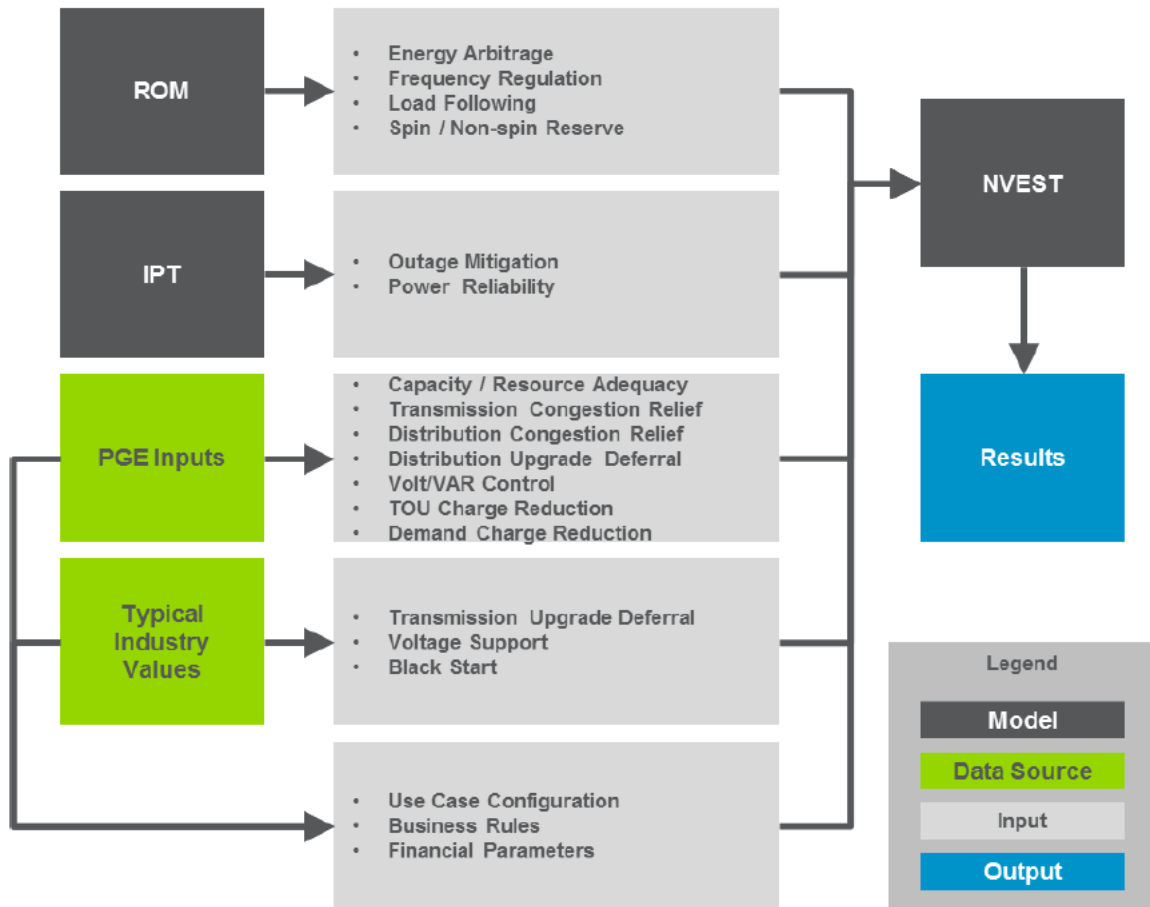 ROM
• Energy Arbitrage
• Frequency Regulation
• Load Following
• Spin / Non-spin Reserve
NVEST
IPT
• Outage Mitigation
• Power Reliability
PGE Inputs
• Capacity / Resource Adequacy
• Transmission Congestion Relief
• Distribution Congestion Relief
• Distribution Upgrade Deferral
• Volt/VAR Control
• TOU Charge Reduction
• Demand Charge Reduction
Results
Typical
Industry
Values
• Transmission Upgrade Deferral
• Voltage Support
• Black Start
• Use Case Configuration
• Business Rules
• Financial Parameters
Legend
Model
Data Source
Input
Output